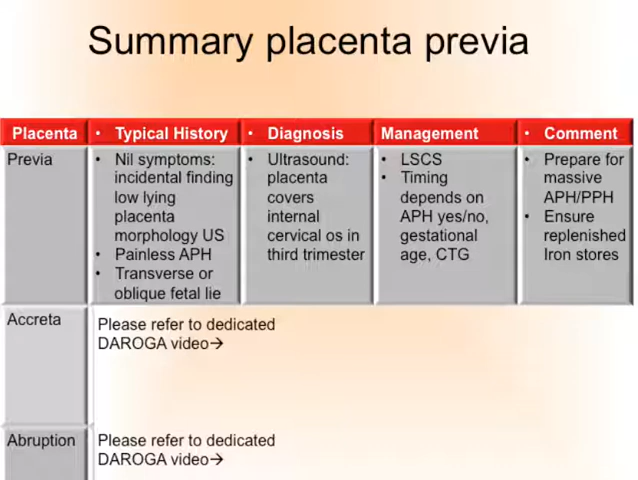 Summary placenta previa
Placenta
• Typical History
• Diagnosis
Management
• Comment
Previa
• Nil symptoms:
incidental finding
low lying
placenta
morphology US
• Painless APH
• Transverse or
oblique fetal lie
• Ultrasound:
placenta
covers
internal
cervical os in
third trimester
• LSCS
• Timing
depends on
APH yes/no,
gestational
age, CTG
• Prepare for
massive
APH/PPH
• Ensure
replenished
Iron stores
Accreta
Please refer to dedicated
DAROGA video→
Abruption
Please refer to dedicated
DAROGA video→